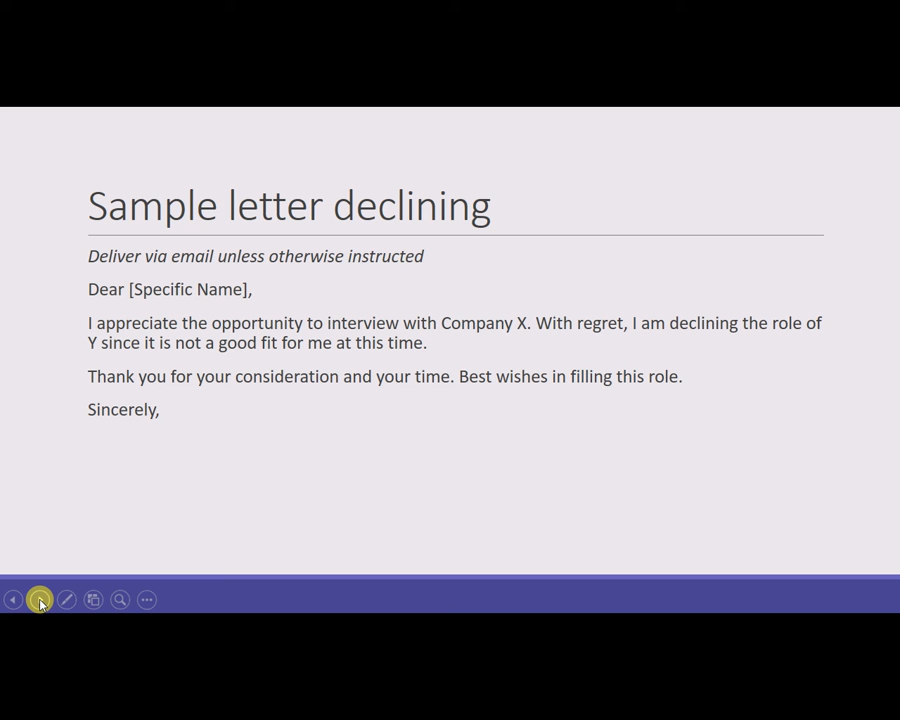 Sample letter declining
Deliver via email unless otherwise instructed
Dear [Specific Name],
I appreciate the opportunity to interview with Company X. With regret, I am declining the role of
Y since it is not a good fit for me at this time.
Thank you for your consideration and your time. Best wishes in filling this role.
Sincerely,